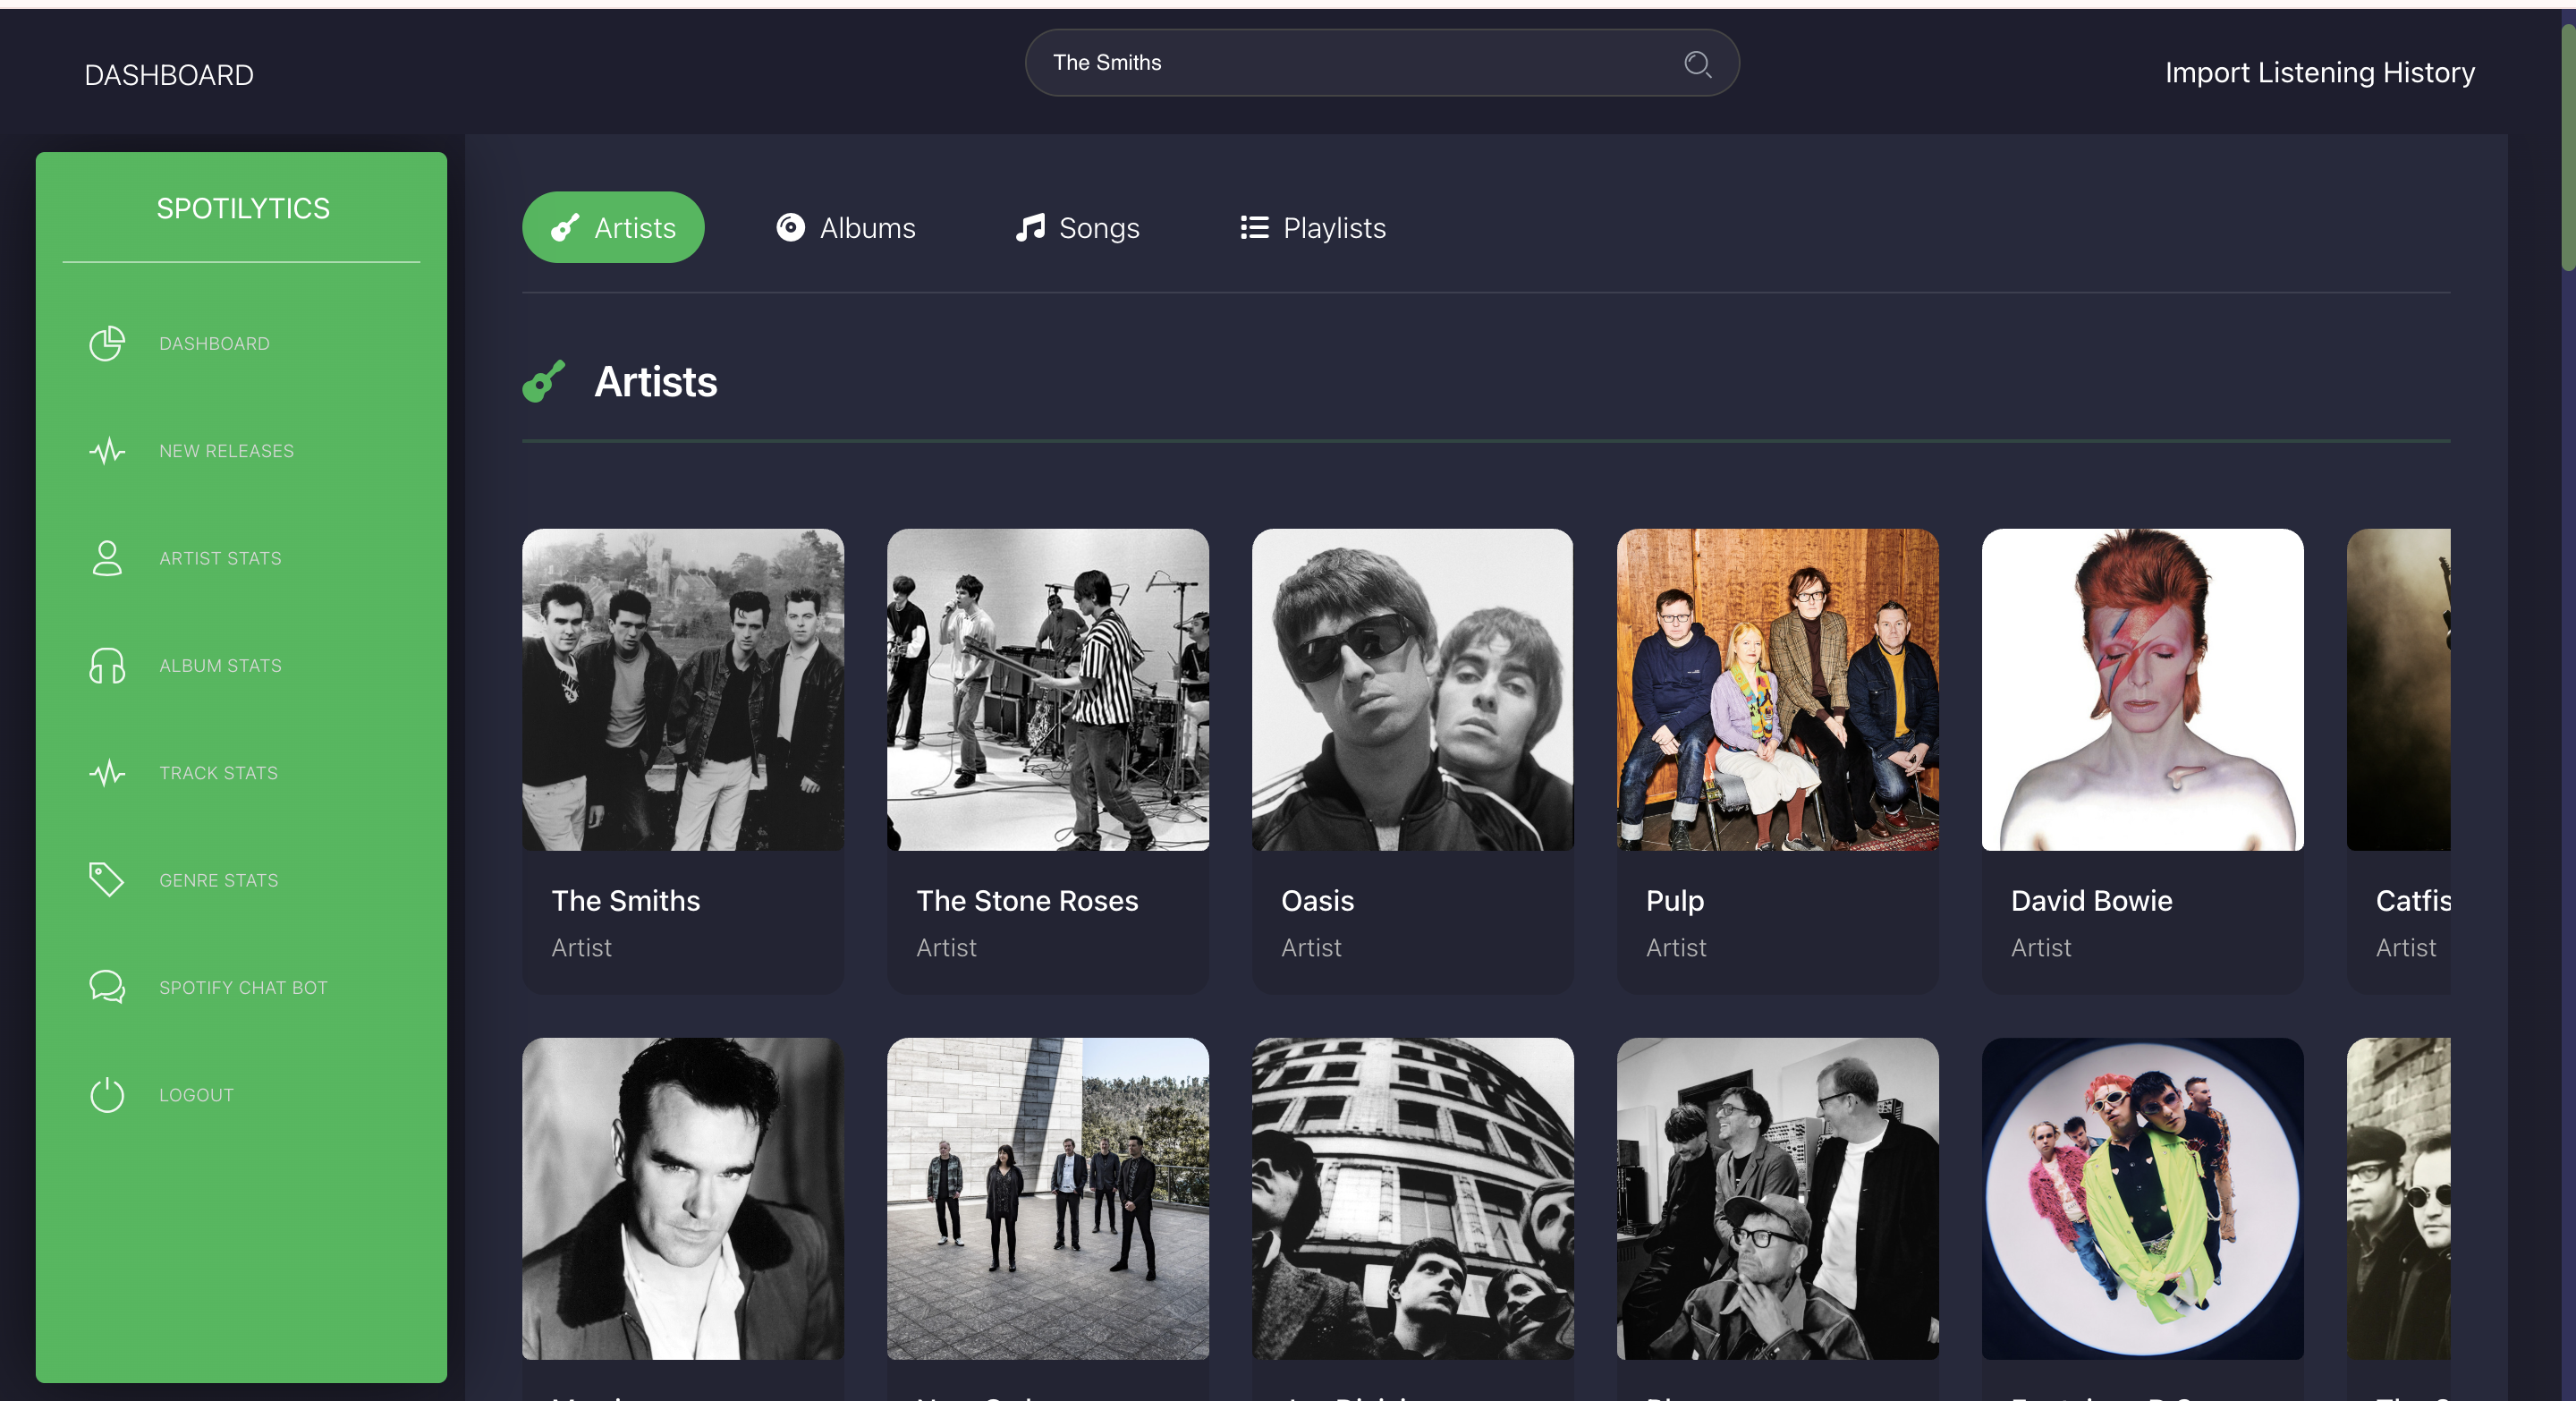 DASHBOARD
The Smiths
Import Listening History
SPOTILYTICS
DASHBOARD
NEW RELEASES
ARTIST STATS
ALBUM STATS
TRACK STATS
GENRE STATS
SPOTIFY CHAT BOT
LOGOUT
Artists
Albums
Songs
Playlists
Artists
The Smiths
Artist
The Stone Roses
Artist
Oasis
Artist
Pulp
Artist
David Bowie
Artist
Catfis
Artist